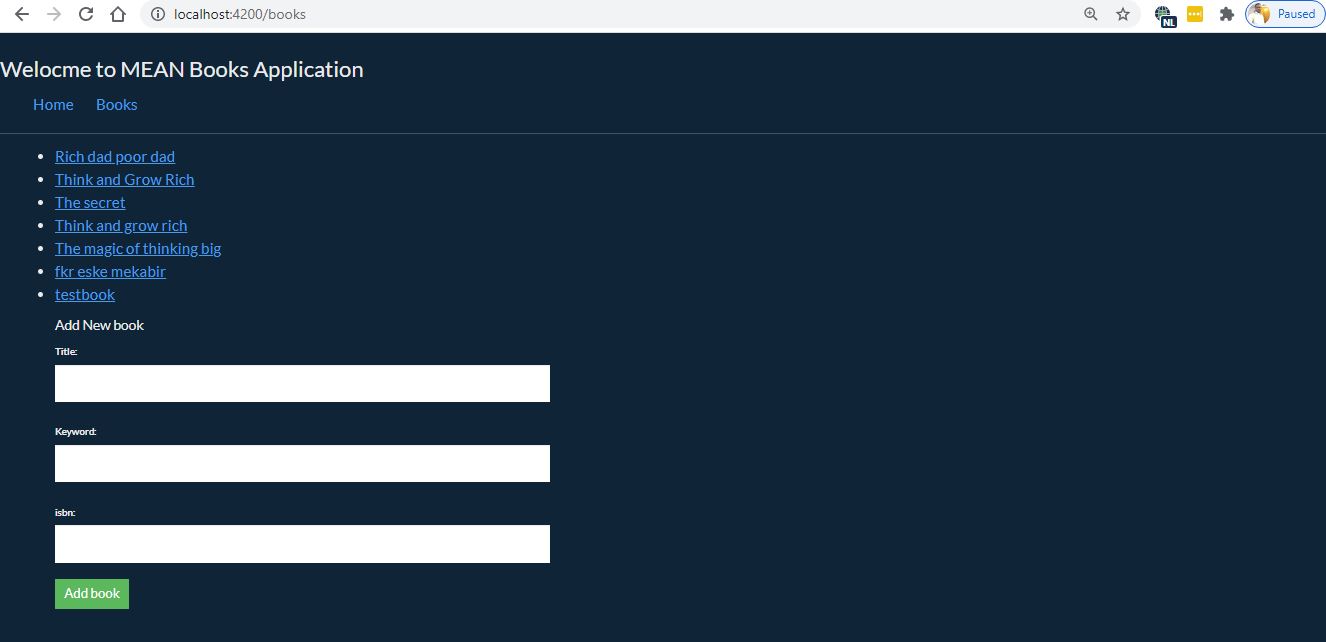 localhost:4200/books
NL
Paused
Welocme to MEAN Books Application
Home Books
Rich dad poor dad
Think and Grow Rich
The secret
Think and grow rich
The magic of thinking big
fkr eske mekabir
testbook
Add New book
Title:
Keyword:
isbn:
Add book